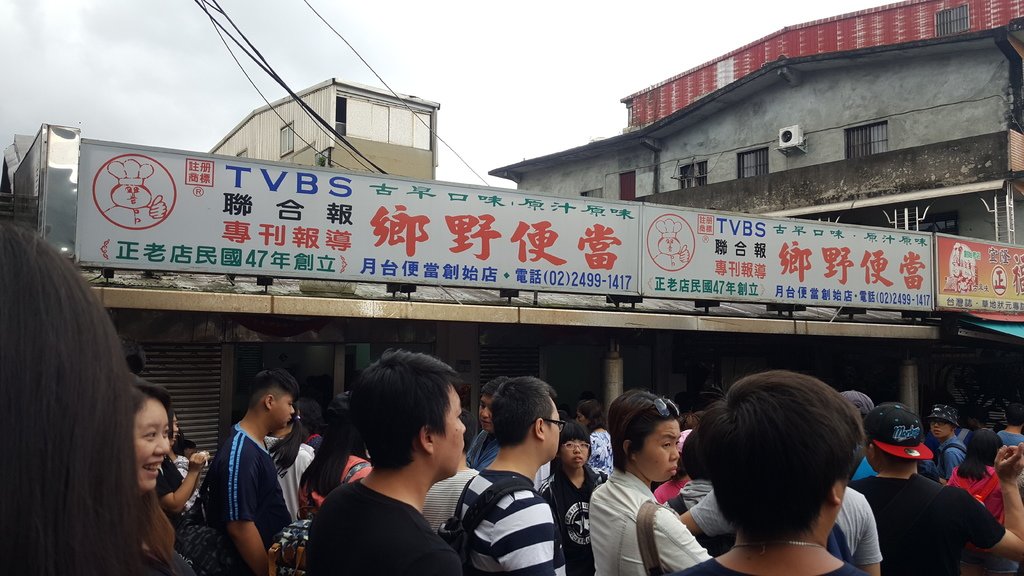 註册
商標
®
TVBS
聯合報
專刊報導
正老店民國47年創立
古早口味,原汁原味
鄉野便當
月台便當創始店・電話(02)2499-1417
註册
商標
®
TVBS
聯合報
專刊報導
正老店民國47年創立
古早口味・原汁原味
鄉野便當
月台便當創始店・電話(02)2499-1417
正
福